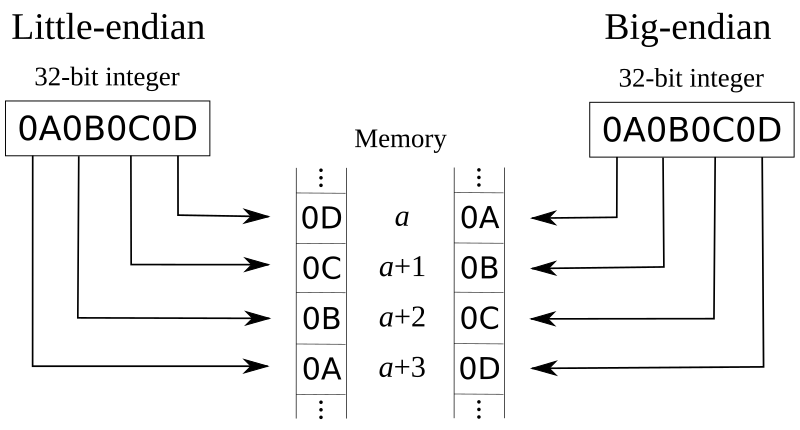 Little-endian
32-bit integer
0A0B0C0D
Big-endian
32-bit integer
0A0B0C0D
Memory
⋮ ⋮
0D a 0A
0C a+1 0B
0B a+2 0C
0A a+3 0D
⋮ ⋮